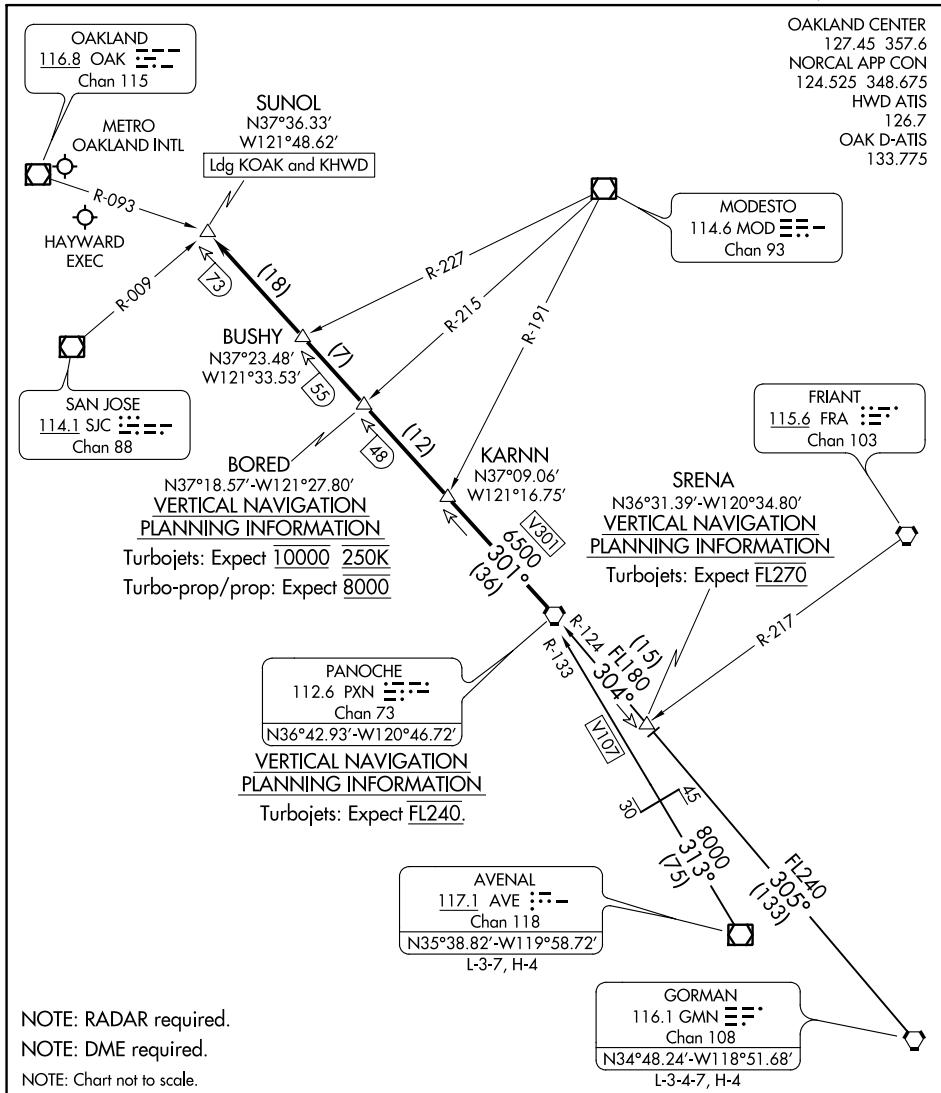 OAKLAND CENTER
127.45 357.6
NORCAL APP CON
124.525 348.675
HWD ATIS
126.7
OAK D-ATIS
133.775
OAKLAND
116.8 OAK
Chan 115
METRO
OAKLAND INTL
HAYWARD
EXEC
SUNOL
N37°36.33'
W121°48.62'
Ldg KOAK and KHWD
R-093
R-009
73
(18)
MODESTO
114.6 MOD
Chan 93
R-227
R-215
R-191
BUSHY
N37°23.48'
W121°33.53'
(7)
55
SAN JOSE
114.1 SJC
Chan 88
FRIANT
115.6 FRA
Chan 103
48
(12)
BORED
N37°18.57'-W121°27.80'
VERTICAL NAVIGATION
PLANNING INFORMATION
Turbojets: Expect 10000 250K
Turbo-prop/prop: Expect 8000
KARNN
N37°09.06'
W121°16.75'
V301
6500
301°
(36)
SRENA
N36°31.39'-W120°34.80'
VERTICAL NAVIGATION
PLANNING INFORMATION
Turbojets: Expect FL270
R-217
R-124
R-133
(15)
FL180
304°
PANOCHE
112.6 PXN
Chan 73
N36°42.93'-W120°46.72'
VERTICAL NAVIGATION
PLANNING INFORMATION
Turbojets: Expect FL240.
V107
30
45
8000
313°
(75)
FL240
305°
(133)
AVENAL
117.1 AVE
Chan 118
N35°38.82'-W119°58.72'
L-3-7, H-4
GORMAN
116.1 GMN
Chan 108
N34°48.24'-W118°51.68'
L-3-4-7, H-4
NOTE: RADAR required.
NOTE: DME required.
NOTE: Chart not to scale.